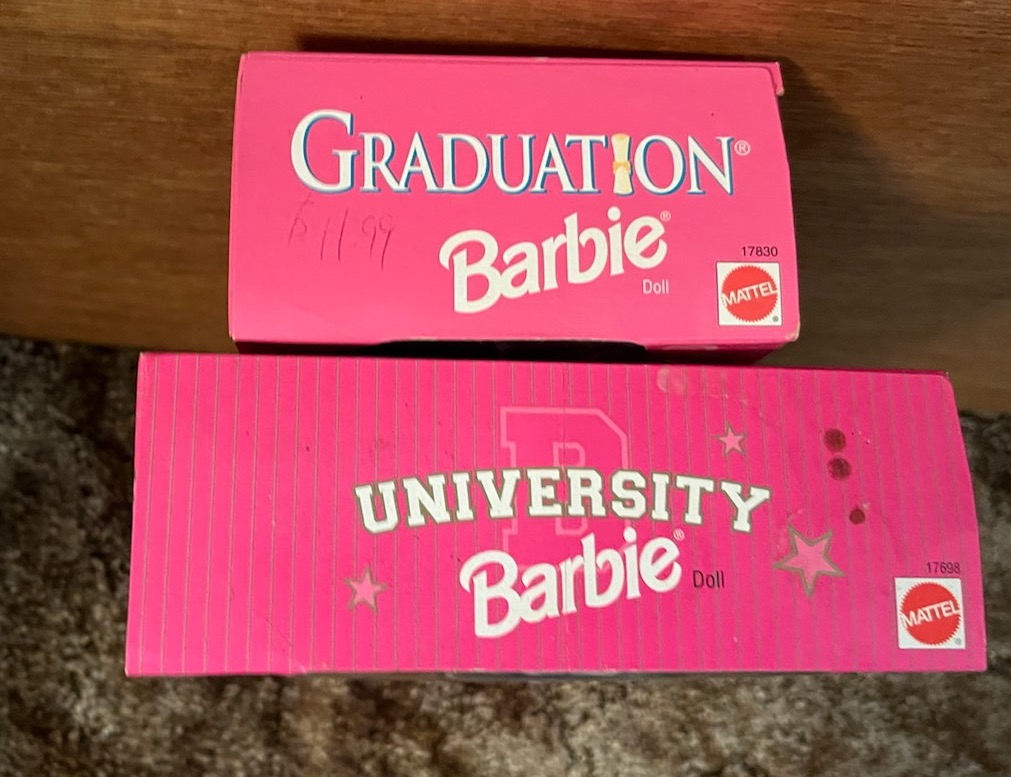 GRADUATION®
$11.99
Barbie®
Doll
17830
MATTEL
®
B
UNIVERSITY
Barbie®
Doll
17698
MATTEL
®